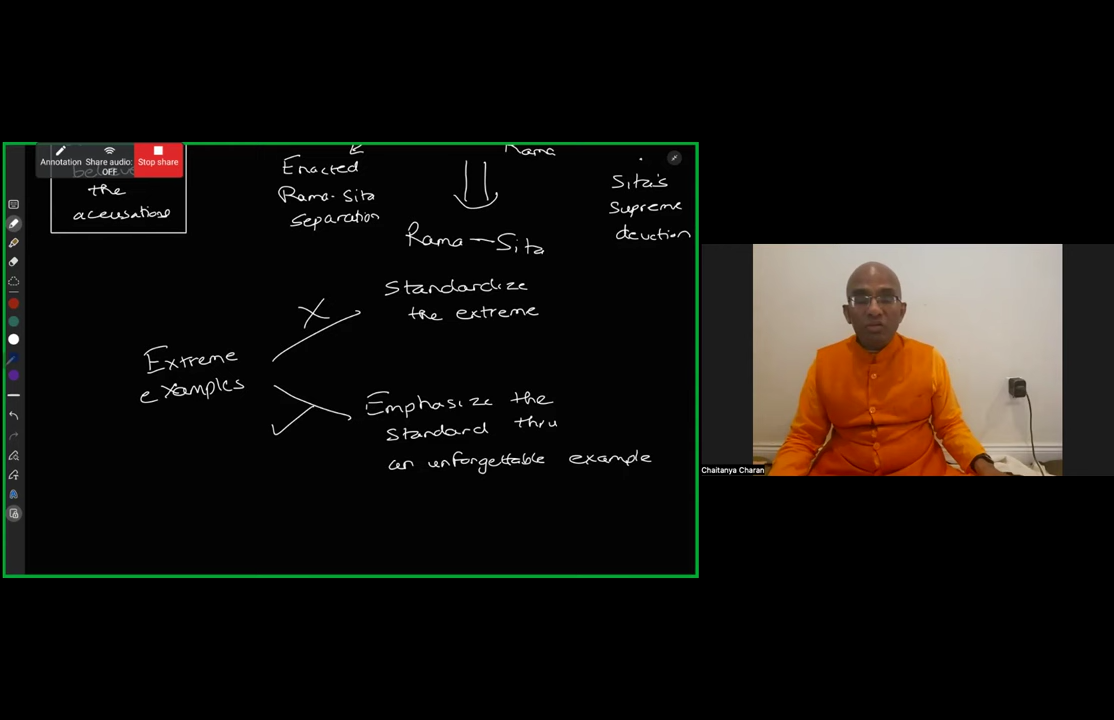 Annotation
Share audio:
OFF
Stop share
the
accusations
Enacted
Rama-Sita
separation
Rama
Rama — Sita
Sita's
Supreme
devotion
Standardize
the extreme
X
Extreme
examples
Emphasize the
standard thru
an unforgettable example
Chaitanya Charan